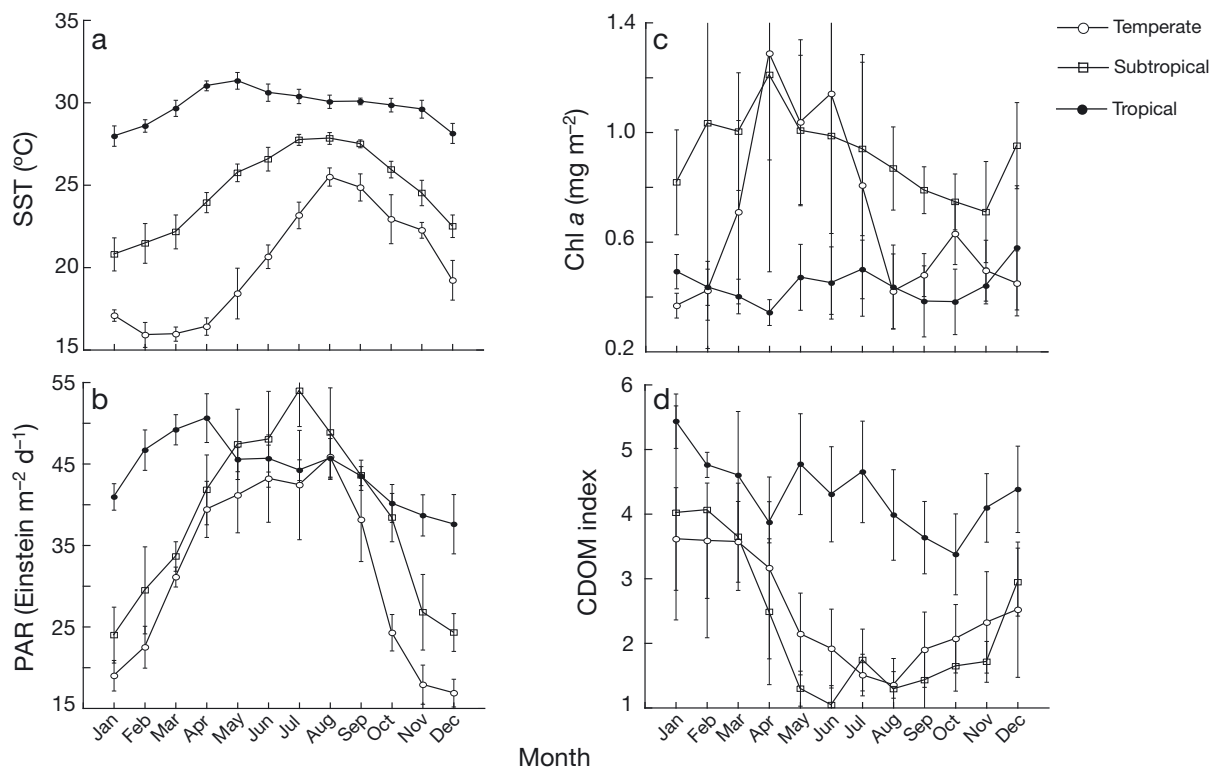 a
SST (ºC)
35
30
25
20
15
b
PAR (Einstein m–2 d–1)
55
45
35
25
15
Jan
Feb
Mar
Apr
May
Jun
Jul
Aug
Sep
Oct
Nov
Dec
c
Chl a (mg m–2)
1.4
1.0
0.6
0.2
d
CDOM index
6
5
4
3
2
1
Jan
Feb
Mar
Apr
May
Jun
Jul
Aug
Sep
Oct
Nov
Dec
Month
Temperate
Subtropical
Tropical